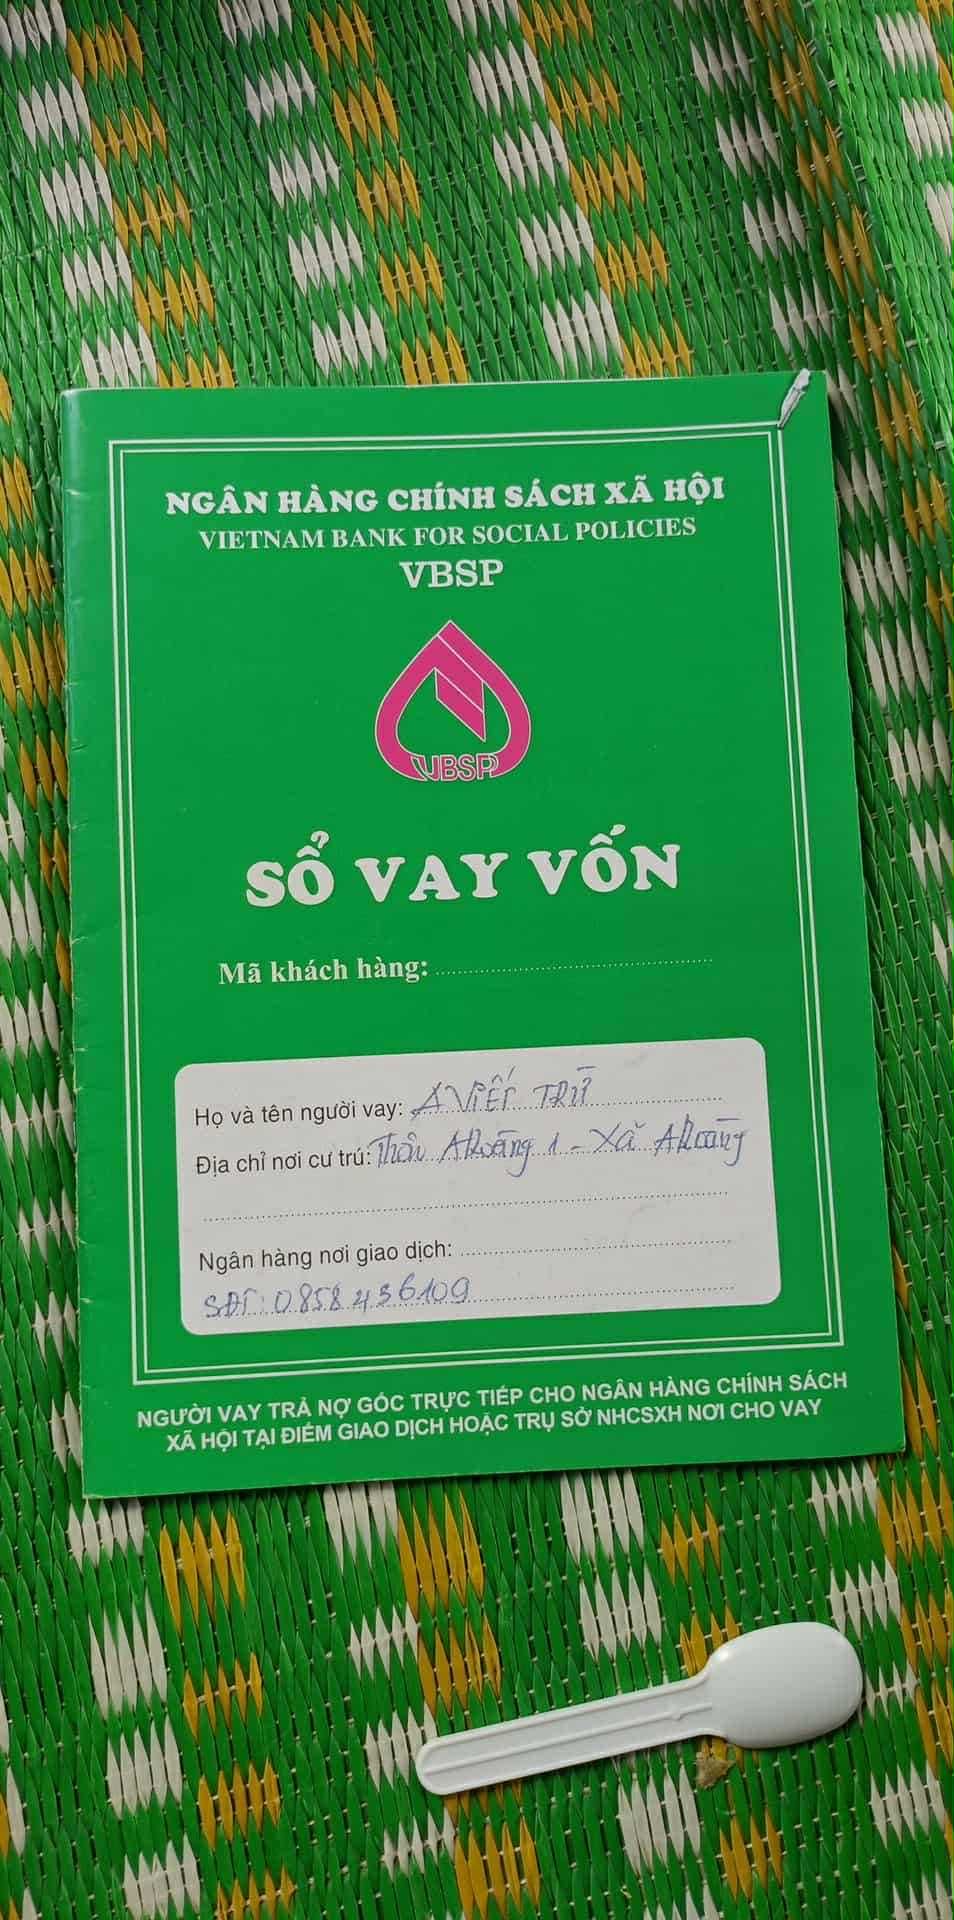 NGÂN HÀNG CHÍNH SÁCH XÃ HỘI
VIETNAM BANK FOR SOCIAL POLICIES
VBSP
VBSP
SỔ VAY VỐN
Mã khách hàng:
Họ và tên người vay: A VIẾT TRỮ
Địa chỉ nơi cư trú: Thôn ARoàng 1 - Xã ARoàng
Ngân hàng nơi giao dịch:
SĐT: 0858436109
NGƯỜI VAY TRẢ NỢ GỐC TRỰC TIẾP CHO NGÂN HÀNG CHÍNH SÁCH
XÃ HỘI TẠI ĐIỂM GIAO DỊCH HOẶC TRỤ SỞ NHCSXH NƠI CHO VAY